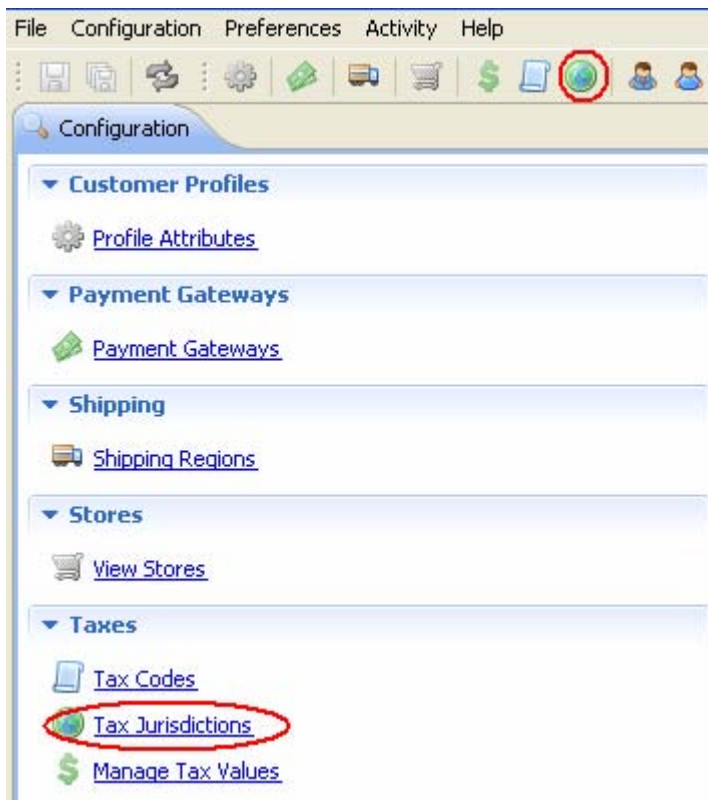 File Configuration Preferences Activity Help
Configuration
Customer Profiles
Profile Attributes
Payment Gateways
Payment Gateways
Shipping
Shipping Regions
Stores
View Stores
Taxes
Tax Codes
Tax Jurisdictions
Manage Tax Values